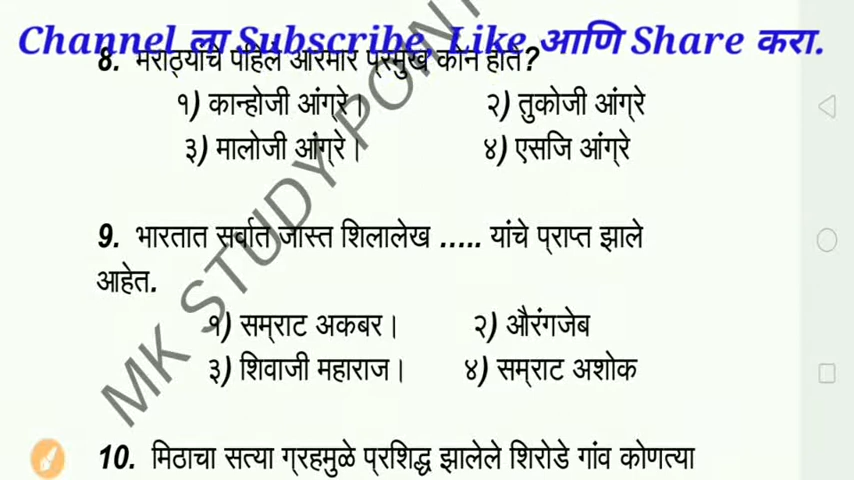 Channel ला Subscribe, Like आणि Share करा.
8. मराठ्यांचे पहिले आरमार प्रमुख कोन होते?
१) कान्होजी आंग्रे। २) तुकोजी आंग्रे
३) मालोजी आंग्रे। ४) एसजि आंग्रे
9. भारतात सर्वात जास्त शिलालेख ..... यांचे प्राप्त झाले
आहेत.
१) सम्राट अकबर। २) औरंगजेब
३) शिवाजी महाराज। ४) सम्राट अशोक
10. मिठाचा सत्या ग्रहमुळे प्रशिद्ध झालेले शिरोडे गांव कोणत्या
MK STUDY POINT